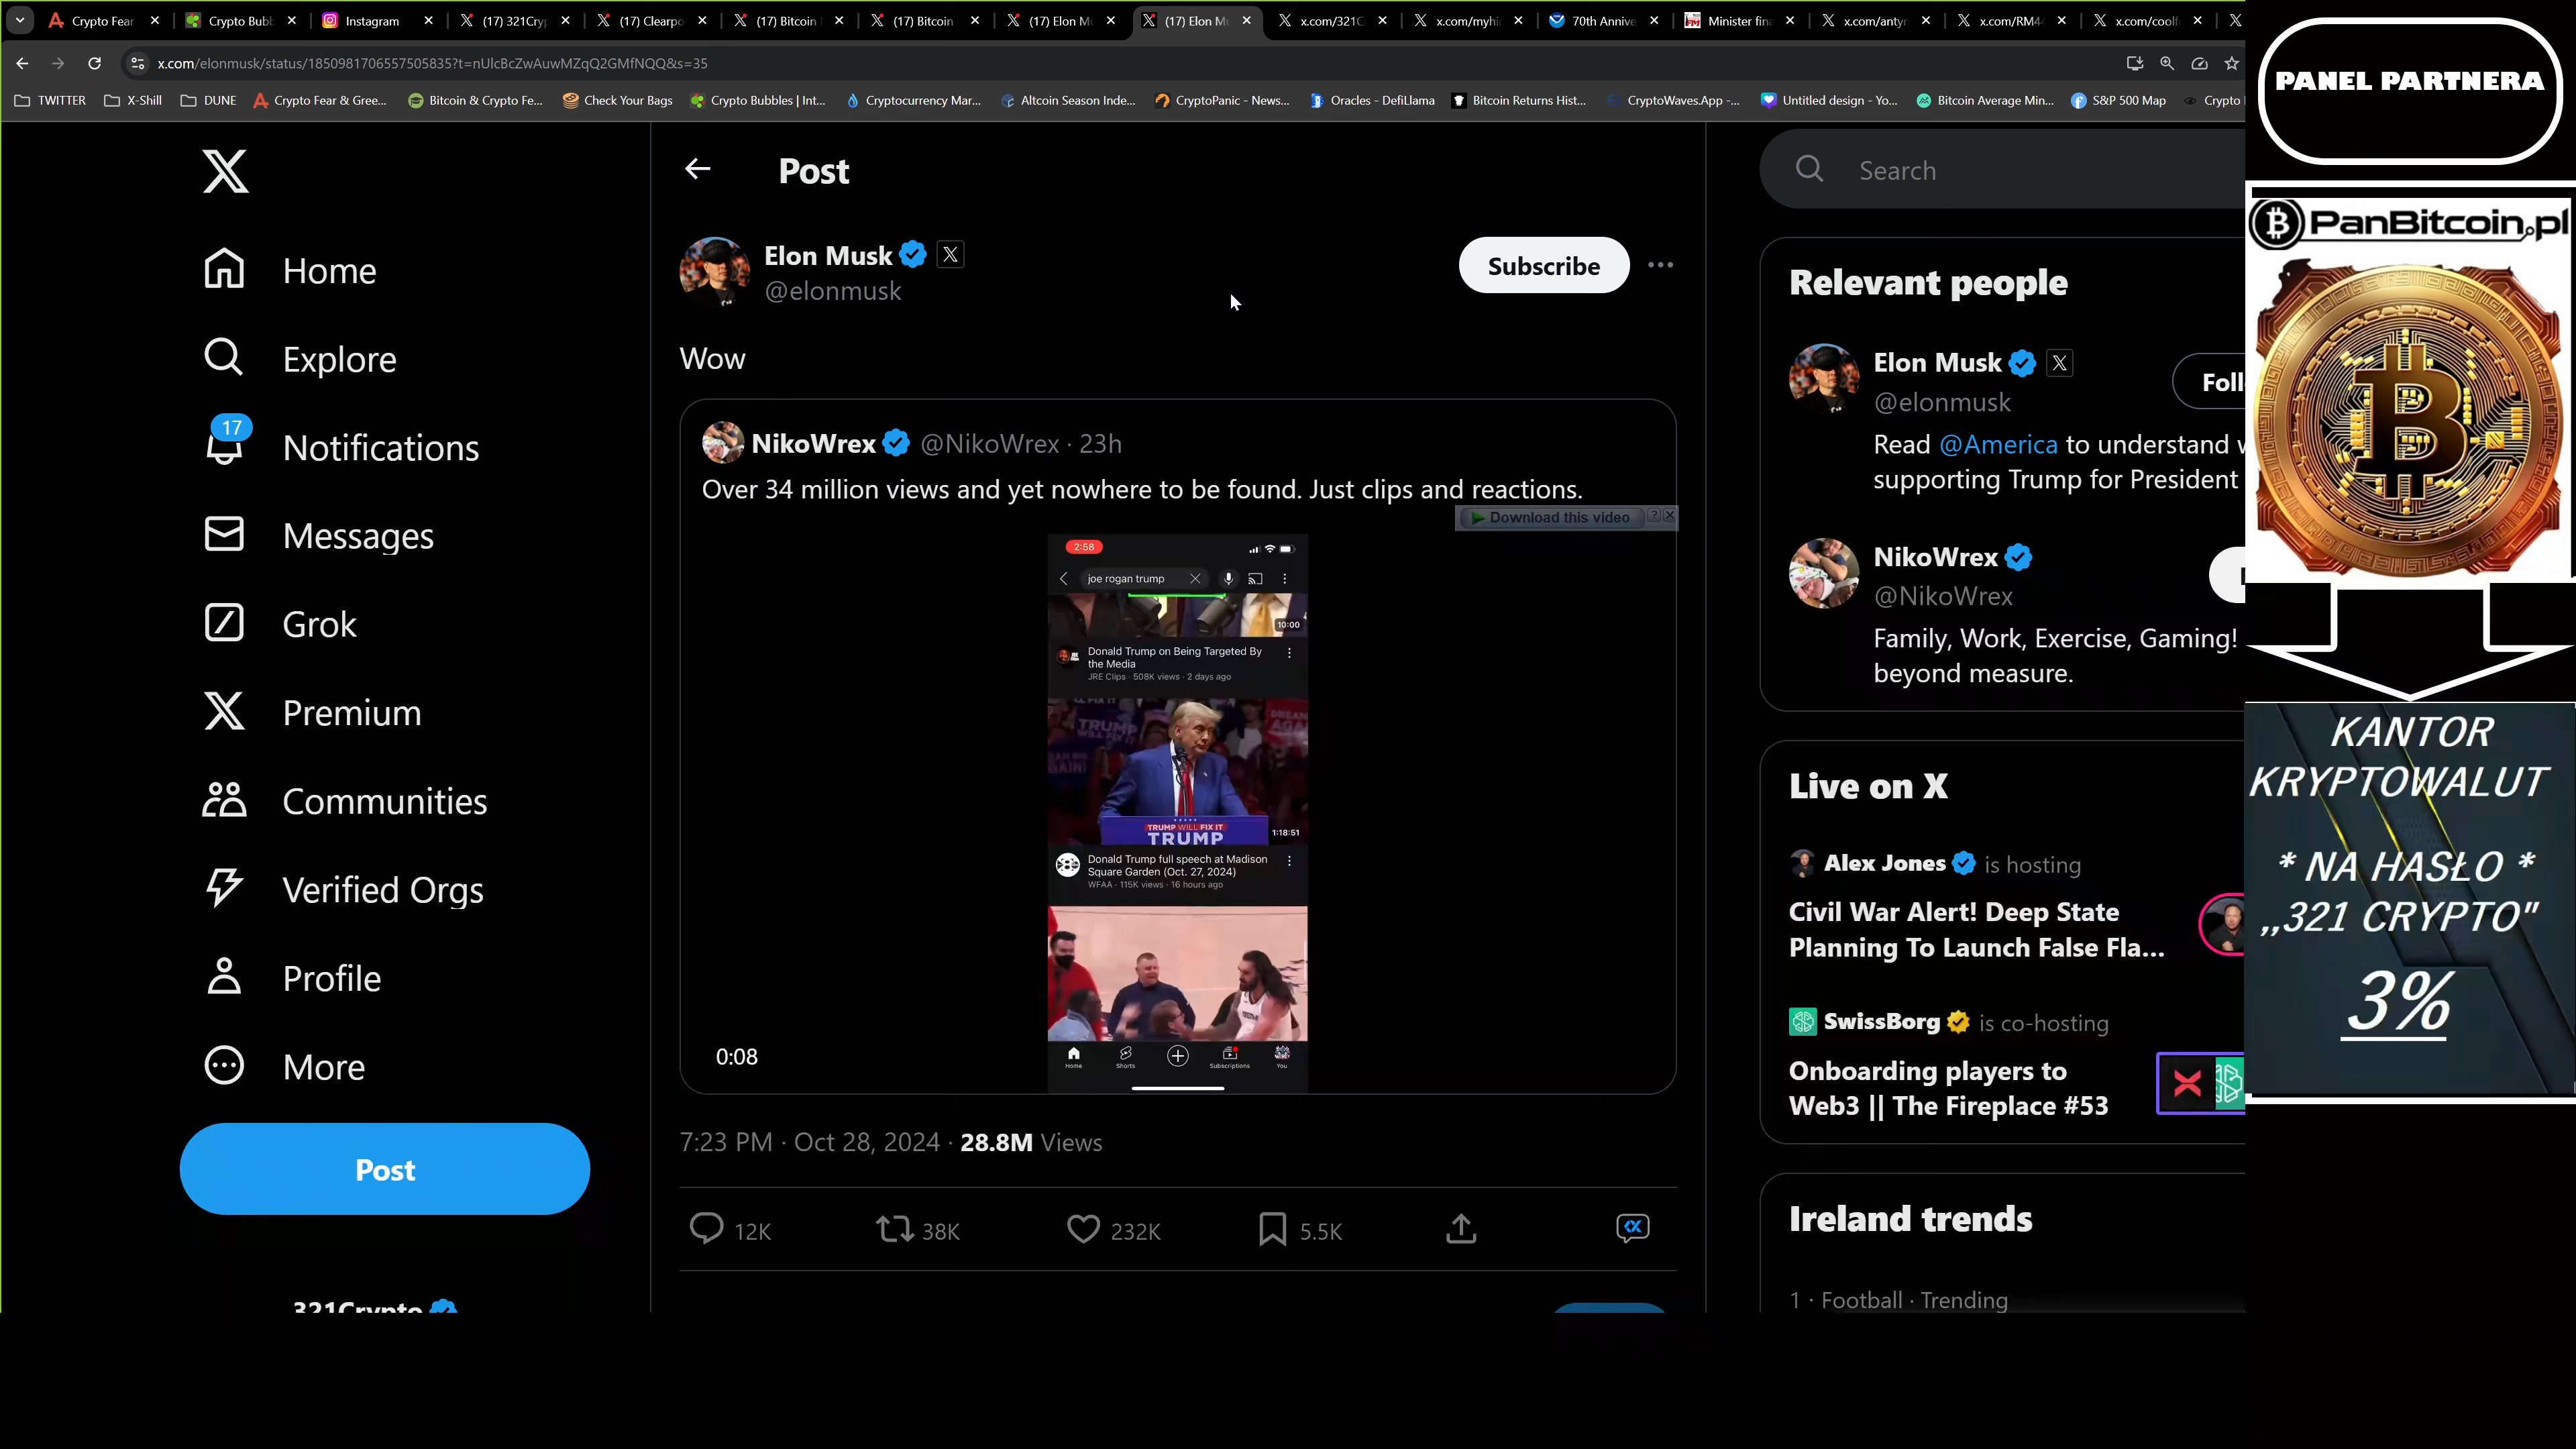 Crypto Fear
Crypto Bubb
Instagram
(17) 321Cryp
(17) Clearpo
(17) Bitcoin
(17) Bitcoin
(17) Elon Mu
(17) Elon Mu
x.com/321C
x.com/myhi
70th Annive
Minister fina
x.com/antyn
x.com/RM4
x.com/coolf
x.com/elonmusk/status/1850981706557505835?t=nUlcBcZwAuwMZqQ2GMfNQQ&s=35
TWITTER
X-Shill
DUNE
Crypto Fear & Gree...
Bitcoin & Crypto Fe...
Check Your Bags
Crypto Bubbles | Int...
Cryptocurrency Mar...
Altcoin Season Inde...
CryptoPanic - News...
Oracles - DefiLlama
Bitcoin Returns Hist...
CryptoWaves.App -...
Untitled design - Yo...
Bitcoin Average Min...
S&P 500 Map
Crypto
Home
Explore
17
Notifications
Messages
Grok
Premium
Communities
Verified Orgs
Profile
More
Post
321Crypto
Post
Elon Musk
@elonmusk
Subscribe
Wow
NikoWrex @NikoWrex · 23h
Over 34 million views and yet nowhere to be found. Just clips and reactions.
Download this video
2:58
joe rogan trump
10:00
Donald Trump on Being Targeted By
the Media
JRE Clips · 508K views · 2 days ago
TRUMP
DREAM
AGAIN
TRUMP WILL FIX IT
TRUMP
1:18:51
Donald Trump full speech at Madison
Square Garden (Oct. 27, 2024)
WFAA · 115K views · 16 hours ago
0:08
Home
Shorts
Subscriptions
You
7:23 PM · Oct 28, 2024 · 28.8M Views
12K
38K
232K
5.5K
Search
Relevant people
Elon Musk
Foll
@elonmusk
Read @America to understand w
supporting Trump for President
NikoWrex
@NikoWrex
Family, Work, Exercise, Gaming!
beyond measure.
Live on X
Alex Jones is hosting
Civil War Alert! Deep State
Planning To Launch False Fla...
SwissBorg is co-hosting
Onboarding players to
Web3 || The Fireplace #53
Ireland trends
1 · Football · Trending
PANEL PARTNERA
PanBitcoin.pl
KANTOR
KRYPTOWALUT
* NA HASŁO *
,,321 CRYPTO"
3%